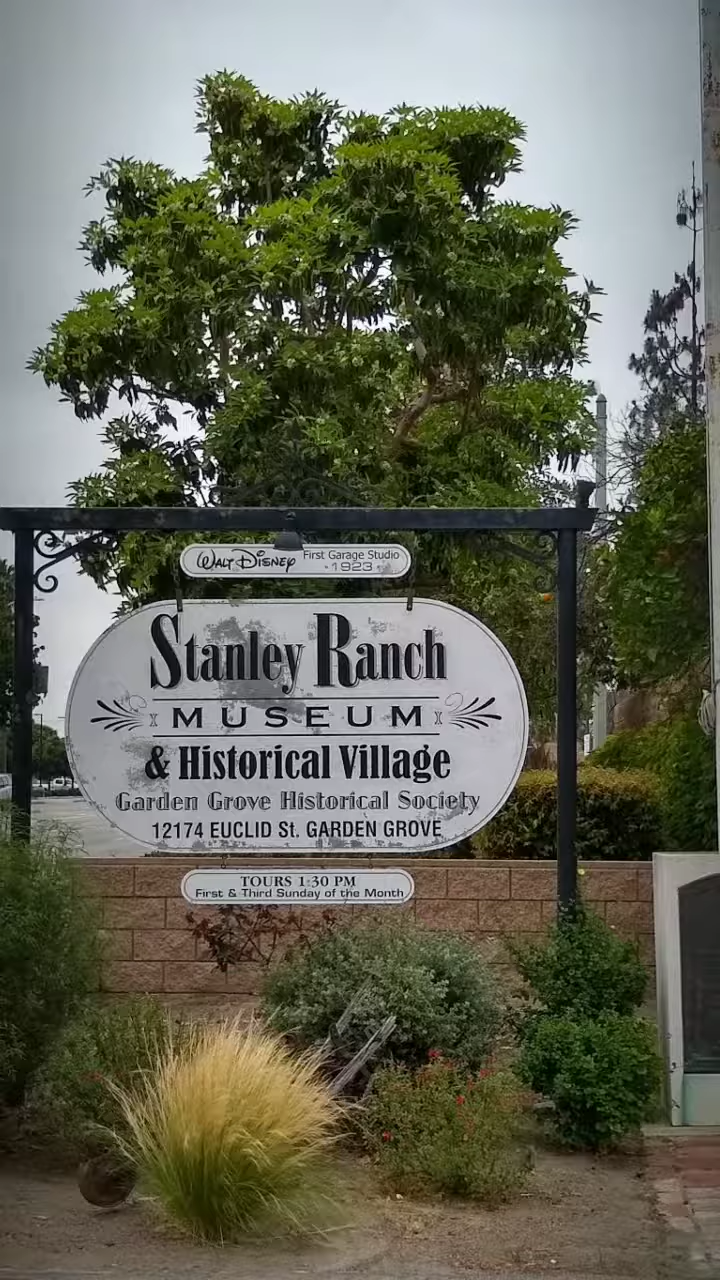 Walt Disney First Garage Studio
- 1923 -
Stanley Ranch
MUSEUM
& Historical Village
Garden Grove Historical Society
12174 EUCLID St. GARDEN GROVE
TOURS 1:30 PM
First & Third Sunday of the Month